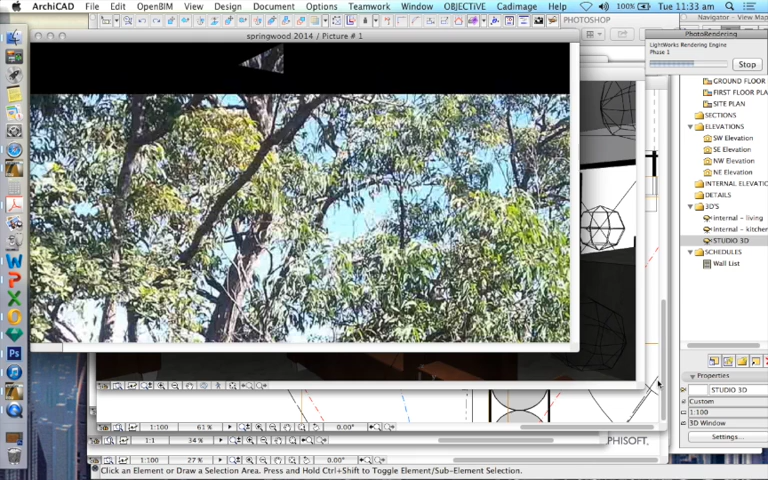 ArchiCAD File Edit OpenBIM View Design Document Options Teamwork Window OBJECTiVE Cadimage Help 100% Tue 11:33 am
PHOTOSHOP
Navigator - View
springwood 2014 / Picture # 1
PhotoRendering
LightWorks Rendering Engine
Phase 1
Stop
GROUND FLOOR
FIRST FLOOR PLA
SITE PLAN
SECTIONS
ELEVATIONS
SW Elevation
SE Elevation
NW Elevation
NE Elevation
INTERNAL ELEVATIO
DETAILS
3D'S
internal - living
Internal - kitchen
STUDIO 3D
SCHEDULES
Wall List
Properties
STUDIO 3D
Custom
1:100
3D Window
Settings...
1:100 61% 0.00°
1:1 34%
PHISOFT,
1:100 27% 0.00°
Click an Element or Draw a Selection Area. Press and Hold Ctrl+Shift to Toggle Element/Sub-Element Selection.